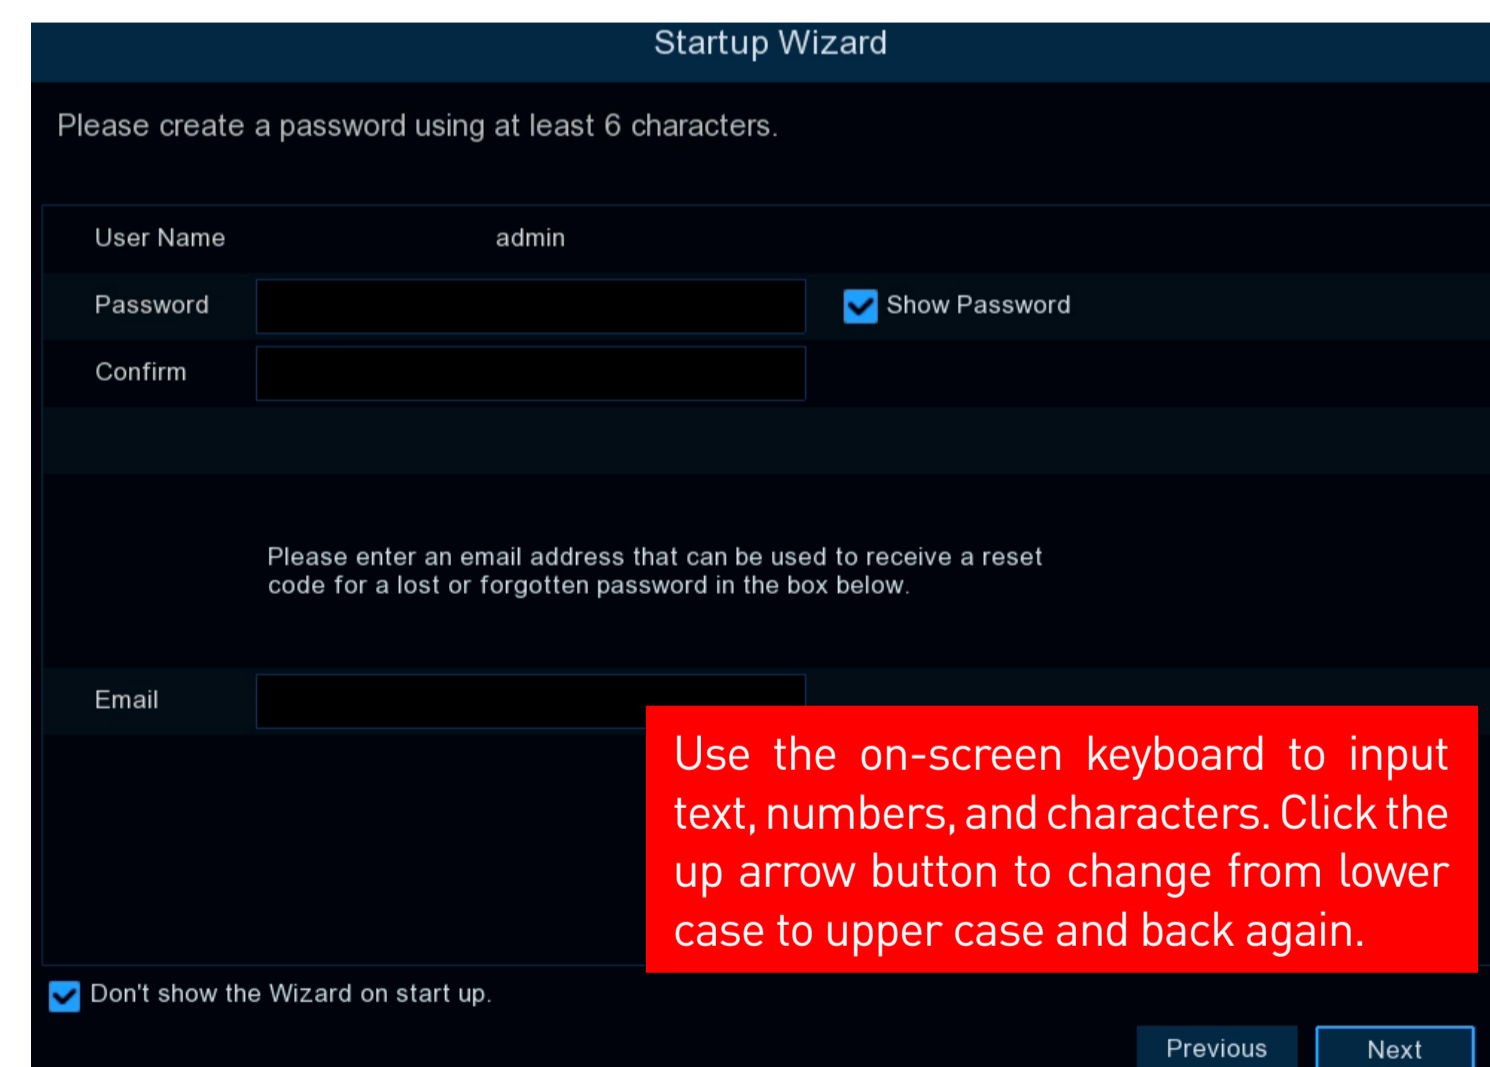 Startup Wizard
Please create a password using at least 6 characters.
User Name admin
Password Show Password
Confirm
Please enter an email address that can be used to receive a reset
code for a lost or forgotten password in the box below.
Email
Use the on-screen keyboard to input
text, numbers, and characters. Click the
up arrow button to change from lower
case to upper case and back again.
Don't show the Wizard on start up.
Previous Next